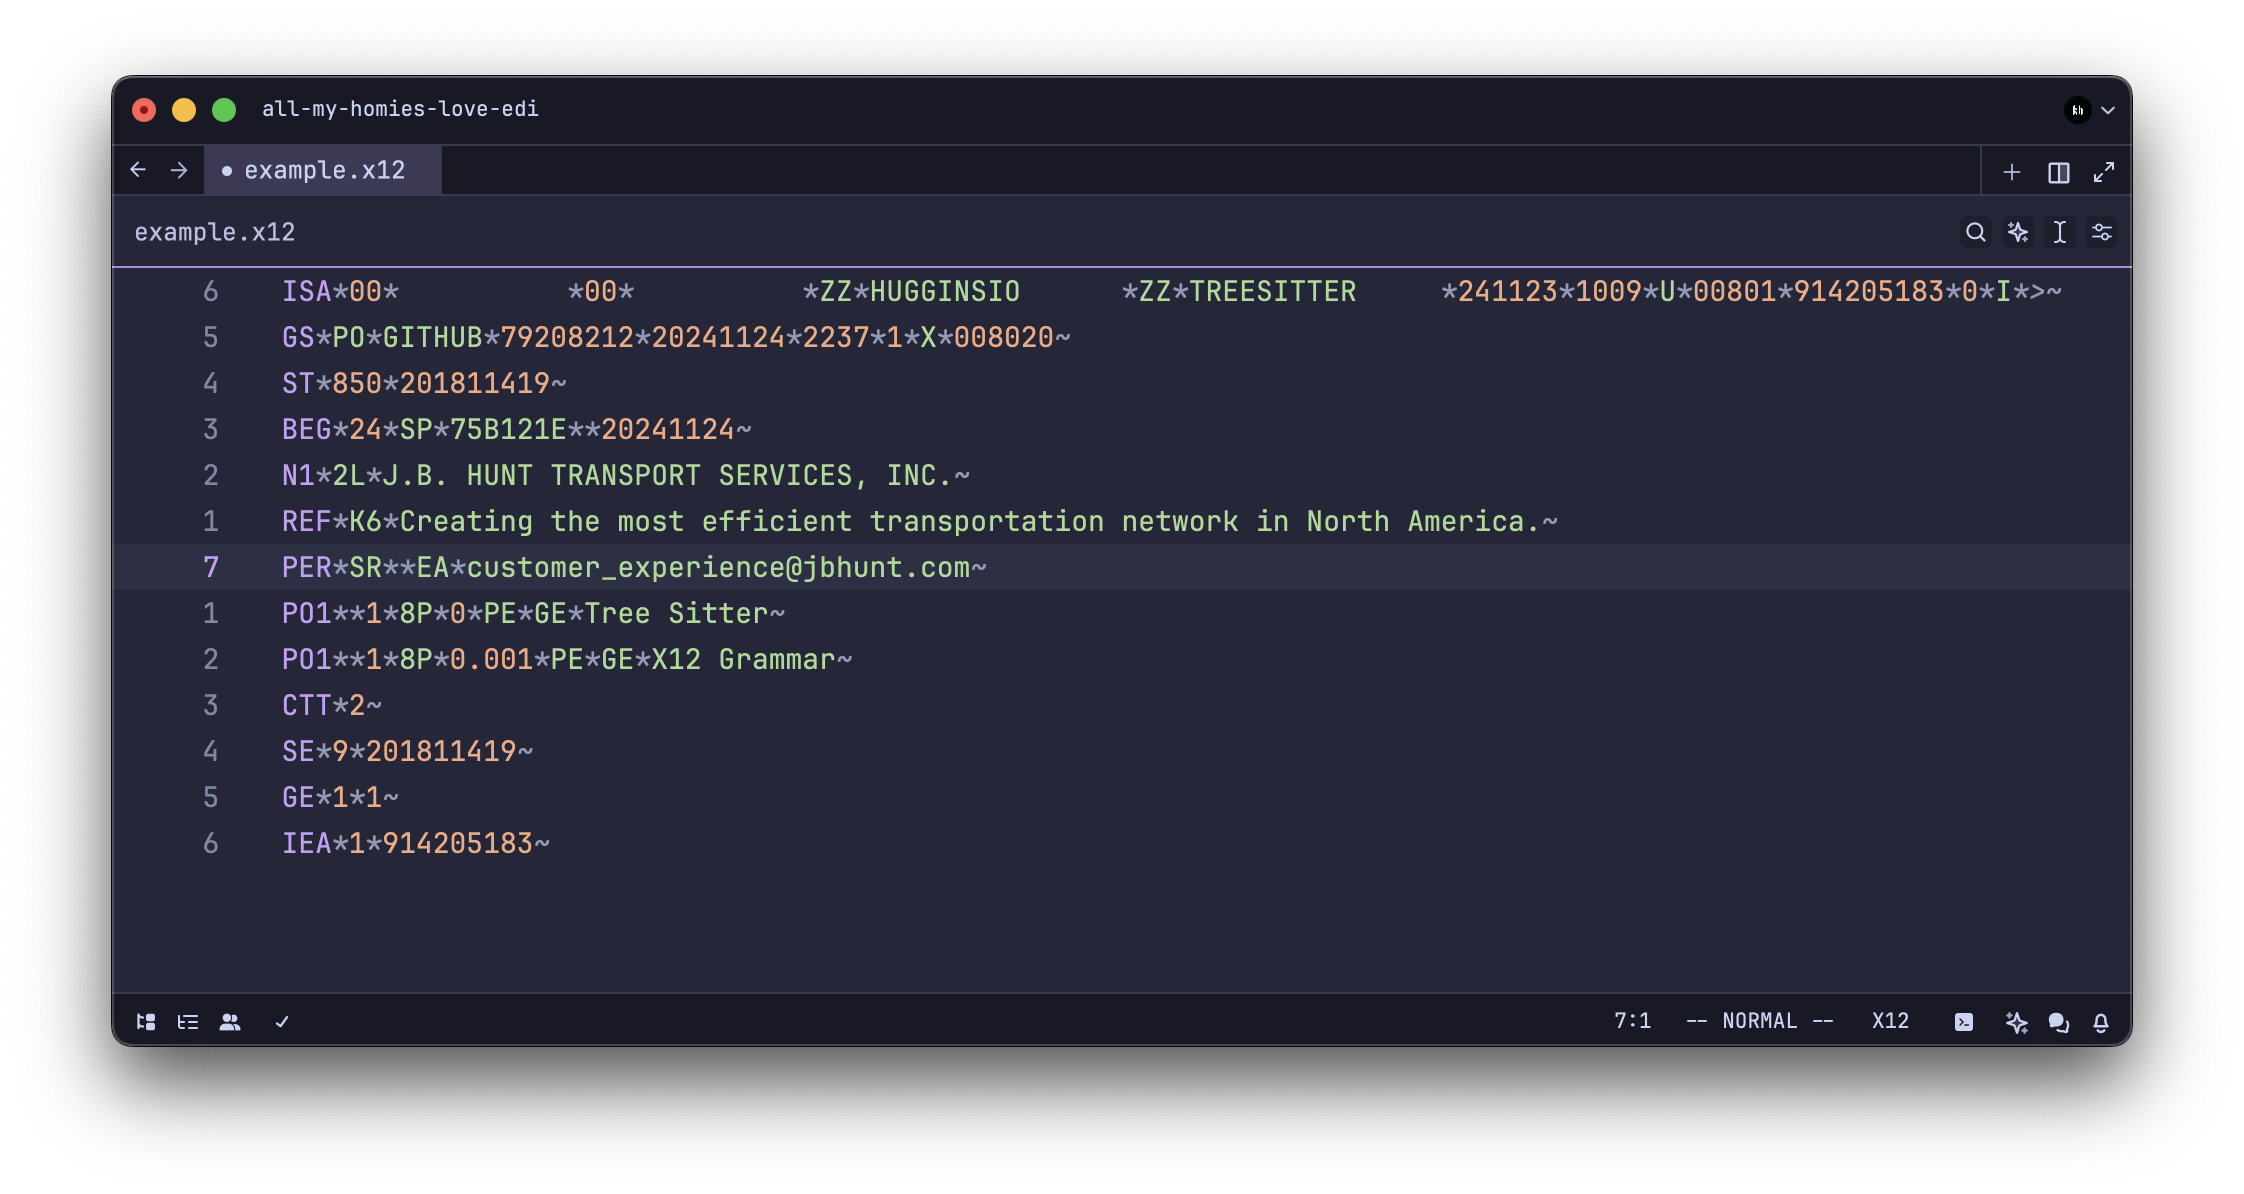 all-my-homies-love-edi
example.x12
example.x12
6 ISA*00*          *00*          *ZZ*HUGGINSIO      *ZZ*TREESITTER     *241123*1009*U*00801*914205183*0*I*>~
5 GS*PO*GITHUB*79208212*20241124*2237*1*X*008020~
4 ST*850*201811419~
3 BEG*24*SP*75B121E**20241124~
2 N1*2L*J.B. HUNT TRANSPORT SERVICES, INC.~
1 REF*K6*Creating the most efficient transportation network in North America.~
7 PER*SR**EA*customer_experience@jbhunt.com~
1 PO1**1*8P*0*PE*GE*Tree Sitter~
2 PO1**1*8P*0.001*PE*GE*X12 Grammar~
3 CTT*2~
4 SE*9*201811419~
5 GE*1*1~
6 IEA*1*914205183~
7:1 -- NORMAL -- X12